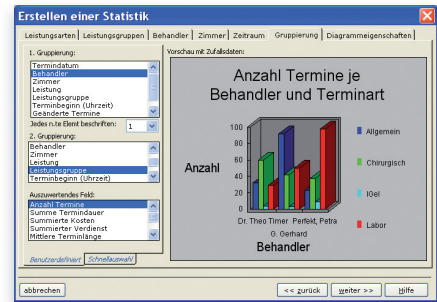 Erstellen einer Statistik
Leistungsarten Leistungsgruppen Behandler Zimmer Zeitraum Gruppierung Diagrammeigenschaften
1. Gruppierung:
Termindatum
Behandler
Zimmer
Leistung
Leistungsgruppe
Terminbeginn (Uhrzeit)
Geänderte Termine
Jedes n.te Elemt beschriften: 1
2. Gruppierung:
Behandler
Zimmer
Leistung
Leistungsgruppe
Terminbeginn (Uhrzeit)
Auszuwertendes Feld:
Anzahl Termine
Summe Termindauer
Summierte Kosten
Summierter Verdienst
Mittlere Terminlänge
Benutzerdefiniert Schnellauswahl
Vorschau mit Zufallsdaten:
Anzahl Termine je
Behandler und Terminart
Anzahl
100
80
60
40
20
0
Dr. Theo Timer Perfekt, Petra
G. Gerhard
Behandler
Allgemein
Chirurgisch
IGel
Labor
abbrechen << zurück weiter >> Hilfe